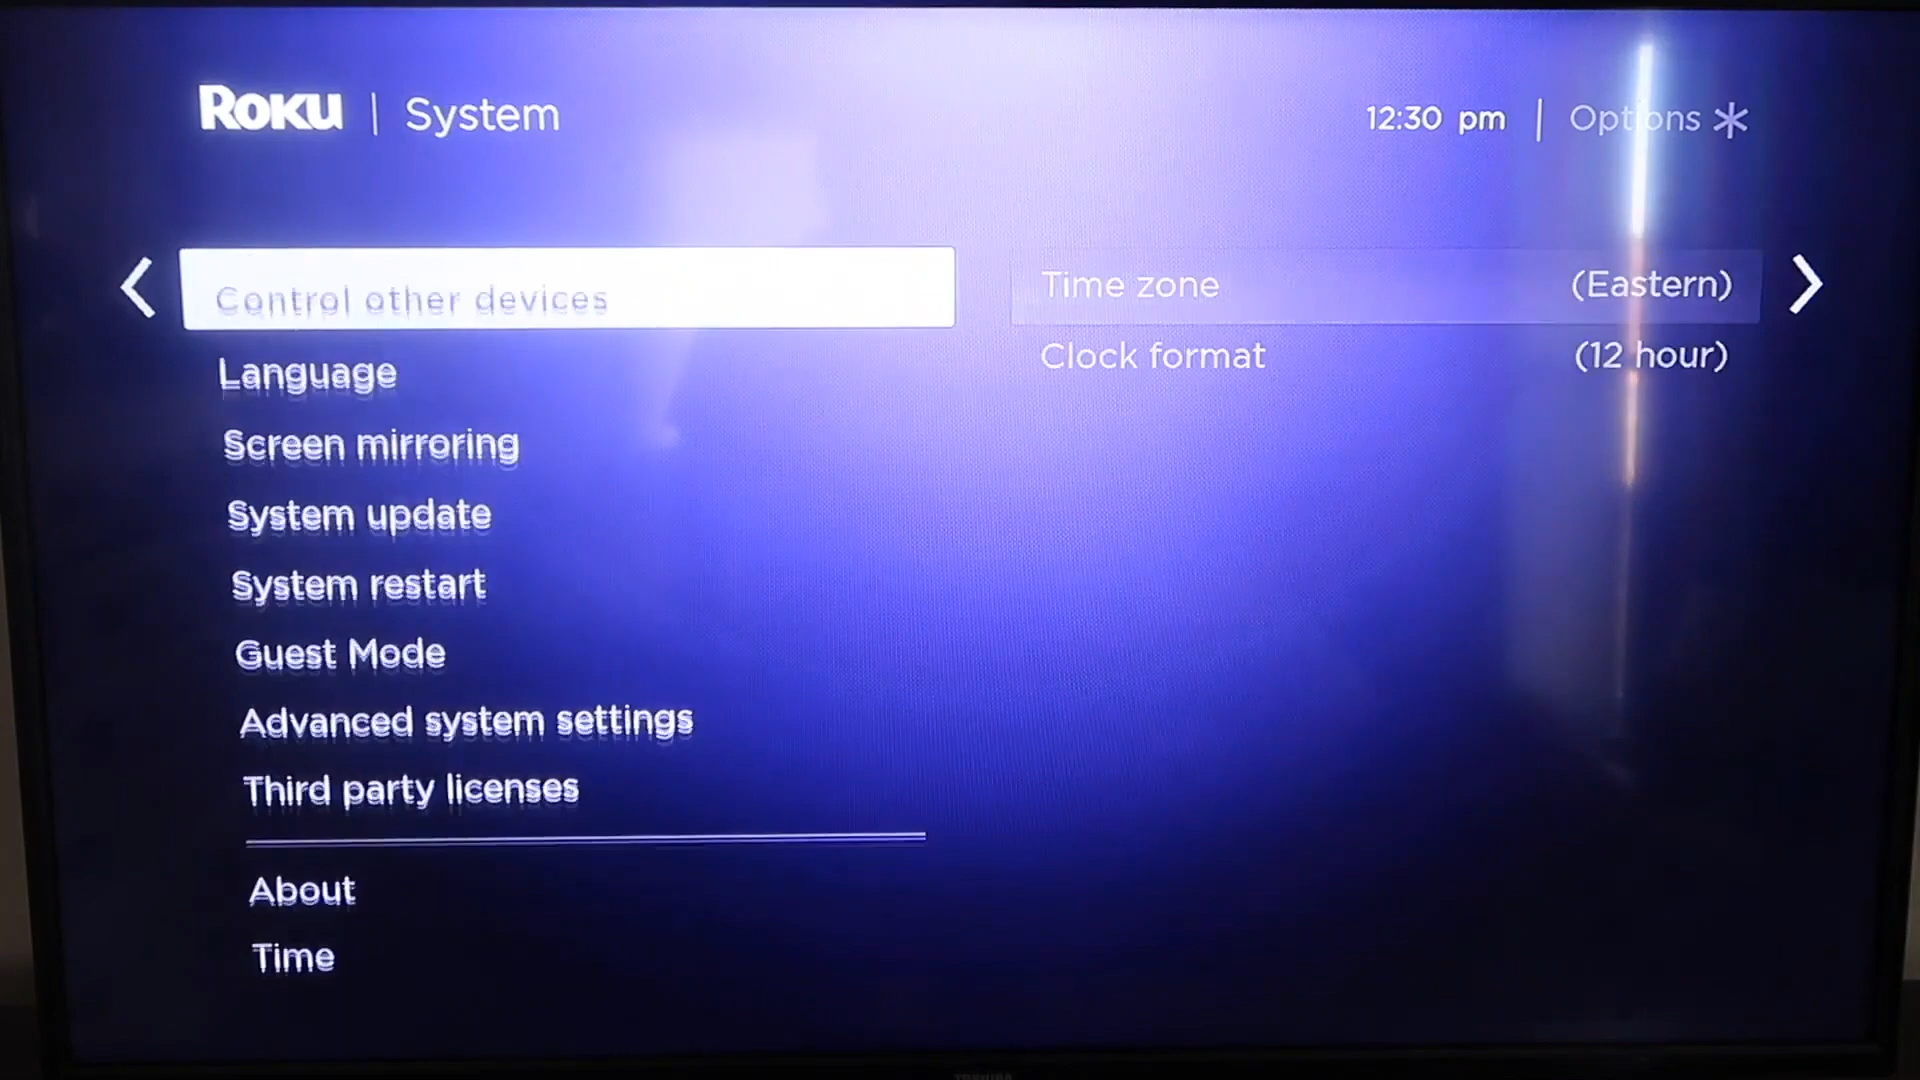 Roku | System
12:30 pm | Options *
Control other devices
Time zone (Eastern)
Language
Clock format (12 hour)
Screen mirroring
System update
System restart
Guest Mode
Advanced system settings
Third party licenses
About
Time
TOSHIBA